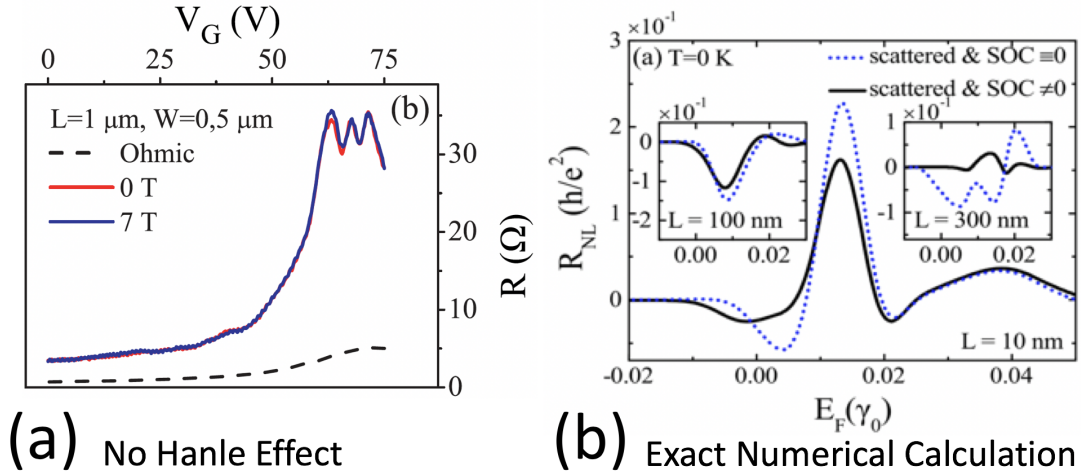 V_G (V)
0 25 50 75
(b)
L=1 μm, W=0,5 μm
Ohmic
0 T
7 T
30
20
10
0
R (Ω)
(a) No Hanle Effect
×10⁻¹
3
2
1
0
R_NL (h/e²)
(a) T=0 K
scattered & SOC ≡0
scattered & SOC ≠0
×10⁻¹
0
-1
-2
L = 100 nm
0.00 0.02
×10⁻¹
1
0
-1
L = 300 nm
0.00 0.02
L = 10 nm
-0.02 0.00 0.02 0.04
E_F(γ₀)
(b) Exact Numerical Calculation